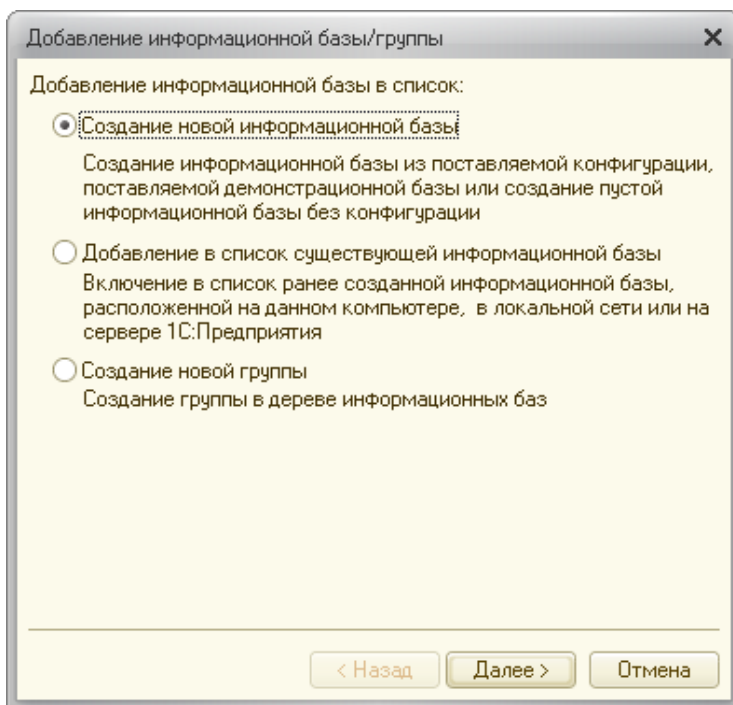 Добавление информационной базы/группы
Добавление информационной базы в список:
Создание новой информационной базы
Создание информационной базы из поставляемой конфигурации,
поставляемой демонстрационной базы или создание пустой
информационной базы без конфигурации
Добавление в список существующей информационной базы
Включение в список ранее созданной информационной базы,
расположенной на данном компьютере, в локальной сети или на
сервере 1С:Предприятия
Создание новой группы
Создание группы в дереве информационных баз
< Назад Далее > Отмена